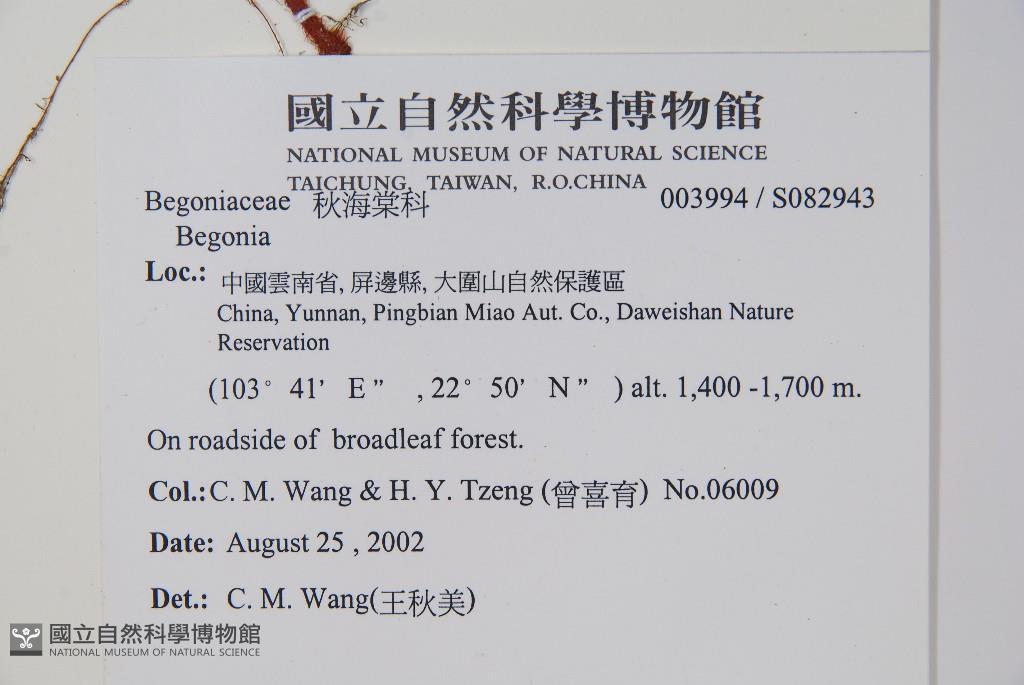 國立自然科學博物館
NATIONAL MUSEUM OF NATURAL SCIENCE
TAICHUNG, TAIWAN, R.O.CHINA
Begoniaceae 秋海棠科 003994 / S082943
Begonia
Loc.: 中國雲南省, 屏邊縣, 大圍山自然保護區
China, Yunnan, Pingbian Miao Aut. Co., Daweishan Nature
Reservation
(103° 41' E" , 22° 50' N" ) alt. 1,400 -1,700 m.
On roadside of broadleaf forest.
Col.: C. M. Wang & H. Y. Tzeng (曾喜育) No.06009
Date: August 25 , 2002
Det.: C. M. Wang(王秋美)
國立自然科學博物館
NATIONAL MUSEUM OF NATURAL SCIENCE